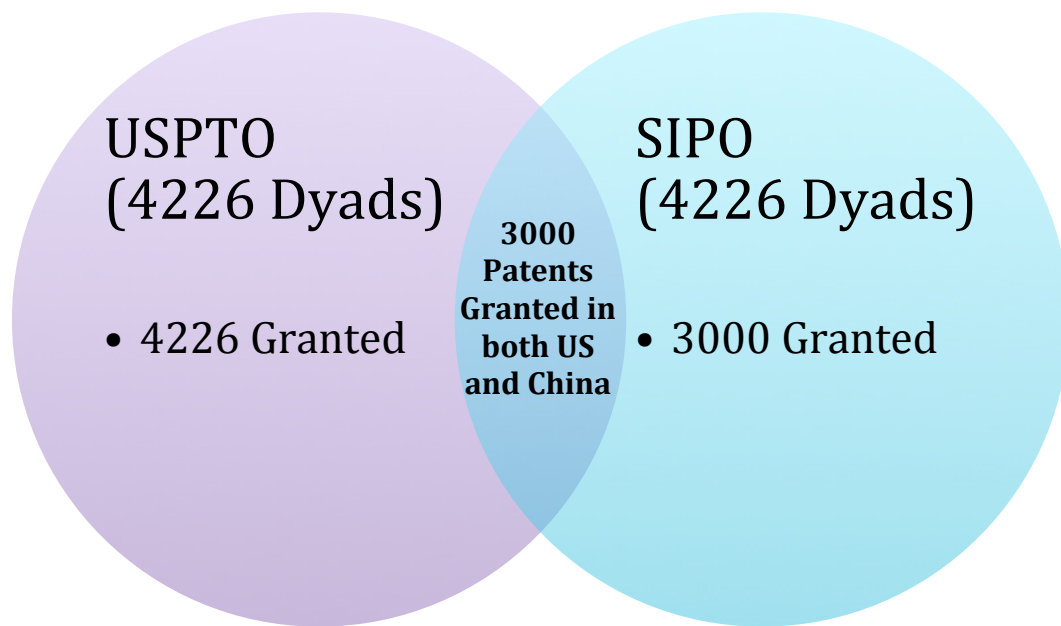 USPTO
(4226 Dyads)
• 4226 Granted
3000
Patents
Granted in
both US
and China
SIPO
(4226 Dyads)
• 3000 Granted